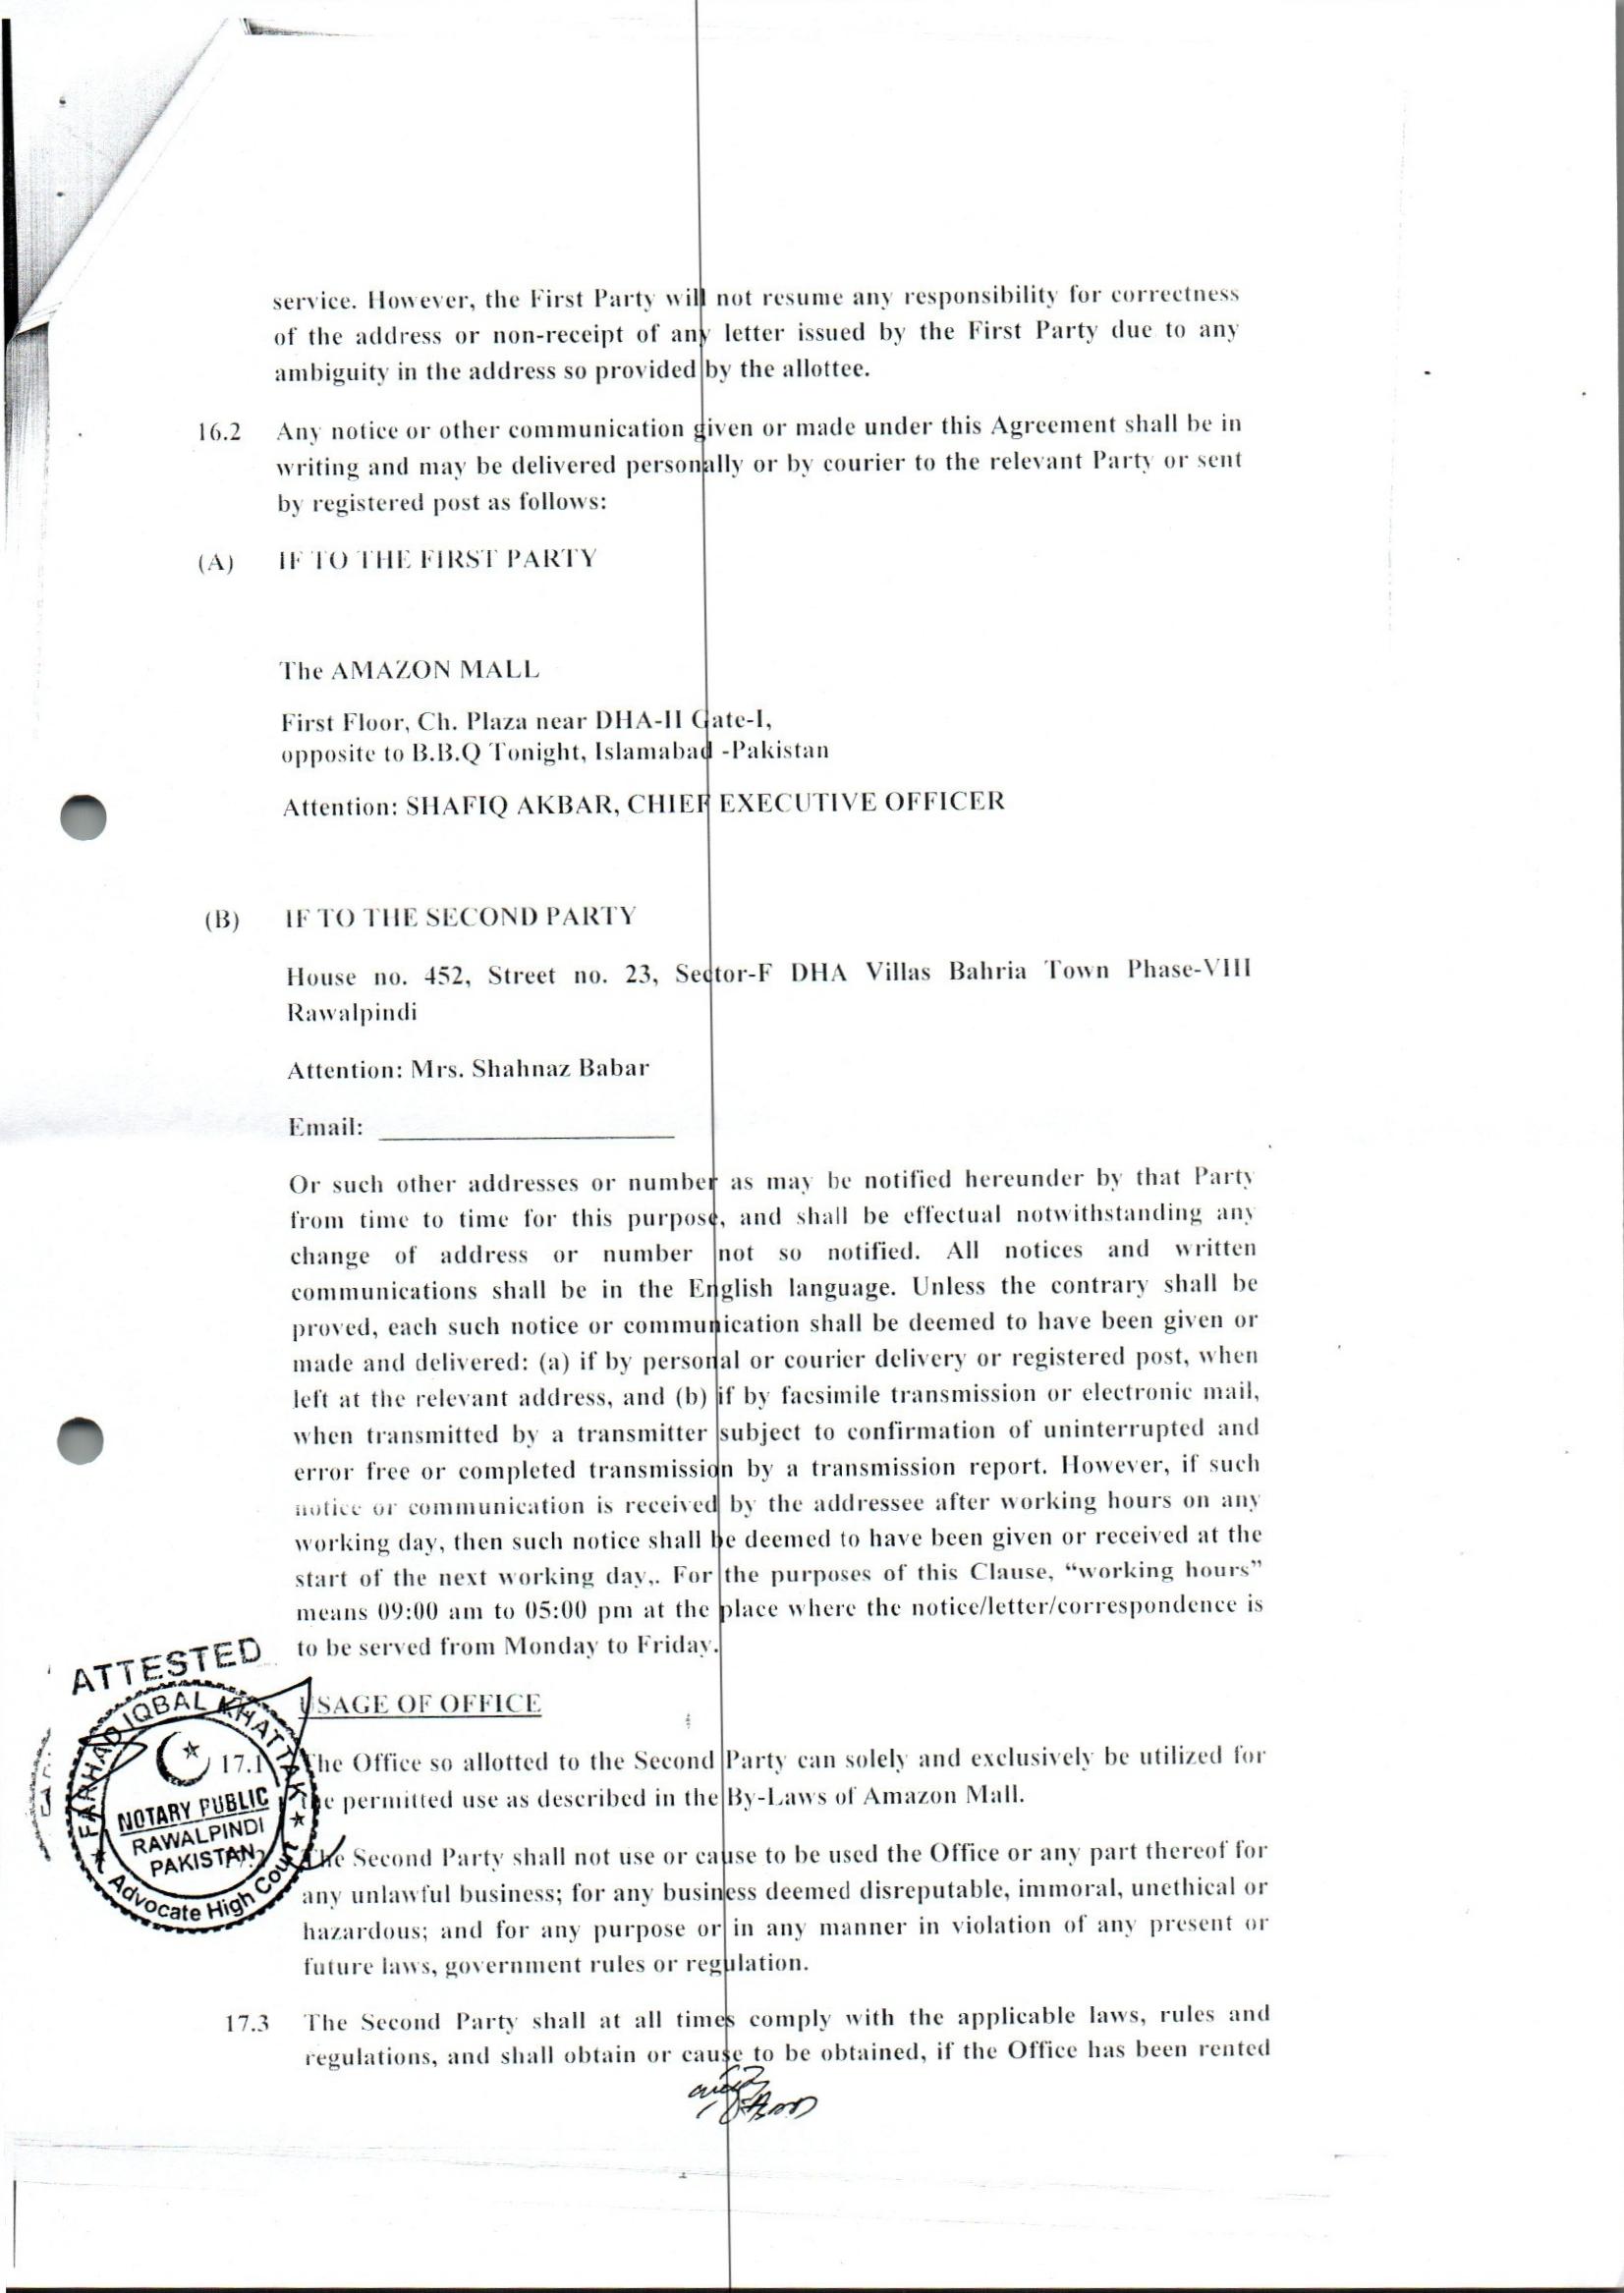 service. However, the First Party will not resume any responsibility for correctness
of the address or non-receipt of any letter issued by the First Party due to any
ambiguity in the address so provided by the allottee.
16.2 Any notice or other communication given or made under this Agreement shall be in
writing and may be delivered personally or by courier to the relevant Party or sent
by registered post as follows:
(A) IF TO THE FIRST PARTY
The AMAZON MALL
First Floor, Ch. Plaza near DHA-II Gate-I,
opposite to B.B.Q Tonight, Islamabad -Pakistan
Attention: SHAFIQ AKBAR, CHIEF EXECUTIVE OFFICER
(B) IF TO THE SECOND PARTY
House no. 452, Street no. 23, Sector-F DHA Villas Bahria Town Phase-VIII
Rawalpindi
Attention: Mrs. Shahnaz Babar
Email:
Or such other addresses or number as may be notified hereunder by that Party
from time to time for this purpose, and shall be effectual notwithstanding any
change of address or number not so notified. All notices and written
communications shall be in the English language. Unless the contrary shall be
proved, each such notice or communication shall be deemed to have been given or
made and delivered: (a) if by personal or courier delivery or registered post, when
left at the relevant address, and (b) if by facsimile transmission or electronic mail,
when transmitted by a transmitter subject to confirmation of uninterrupted and
error free or completed transmission by a transmission report. However, if such
notice or communication is received by the addressee after working hours on any
working day, then such notice shall be deemed to have been given or received at the
start of the next working day,. For the purposes of this Clause, “working hours”
means 09:00 am to 05:00 pm at the place where the notice/letter/correspondence is
to be served from Monday to Friday.
ATTESTED
FARHAD IQBAL KHATTAK
NOTARY PUBLIC
RAWALPINDI
PAKISTAN
Advocate High Court
USAGE OF OFFICE
17.1 The Office so allotted to the Second Party can solely and exclusively be utilized for
the permitted use as described in the By-Laws of Amazon Mall.
The Second Party shall not use or cause to be used the Office or any part thereof for
any unlawful business; for any business deemed disreputable, immoral, unethical or
hazardous; and for any purpose or in any manner in violation of any present or
future laws, government rules or regulation.
17.3 The Second Party shall at all times comply with the applicable laws, rules and
regulations, and shall obtain or cause to be obtained, if the Office has been rented